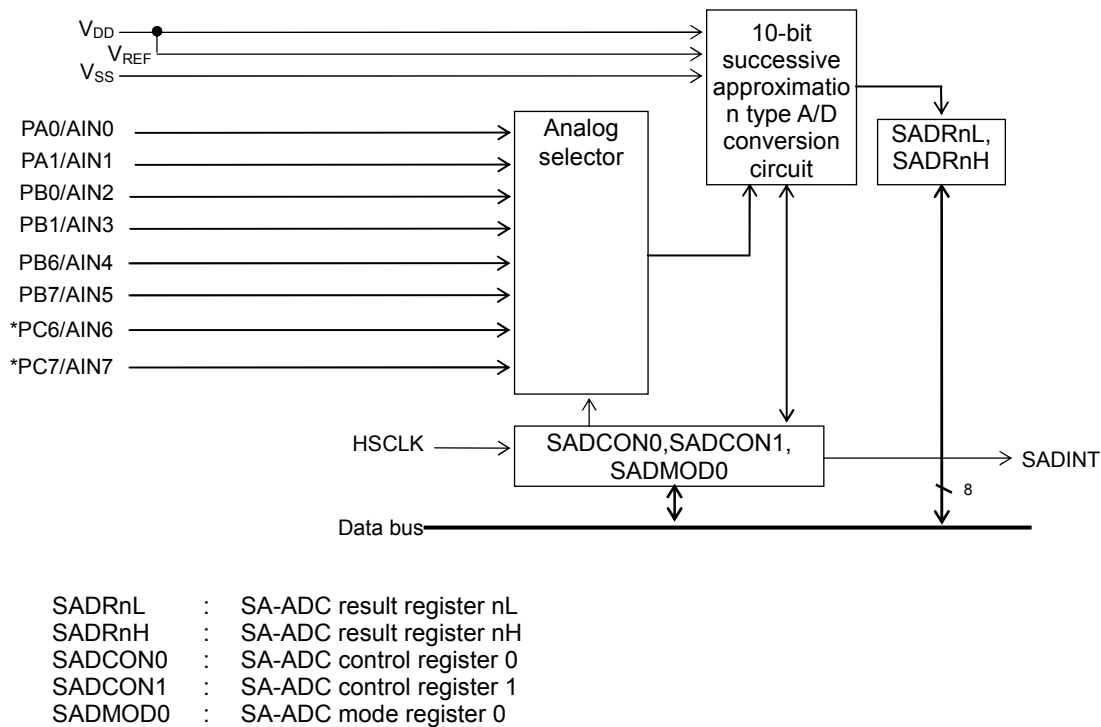 VDD
VREF
VSS
10-bit
successive
approximatio
n type A/D
conversion
circuit
SADRnL,
SADRnH
PA0/AIN0
PA1/AIN1
PB0/AIN2
PB1/AIN3
PB6/AIN4
PB7/AIN5
*PC6/AIN6
*PC7/AIN7
Analog
selector
HSCLK
SADCON0,SADCON1,
SADMOD0
SADINT
8
Data bus
SADRnL : SA-ADC result register nL
SADRnH : SA-ADC result register nH
SADCON0 : SA-ADC control register 0
SADCON1 : SA-ADC control register 1
SADMOD0 : SA-ADC mode register 0